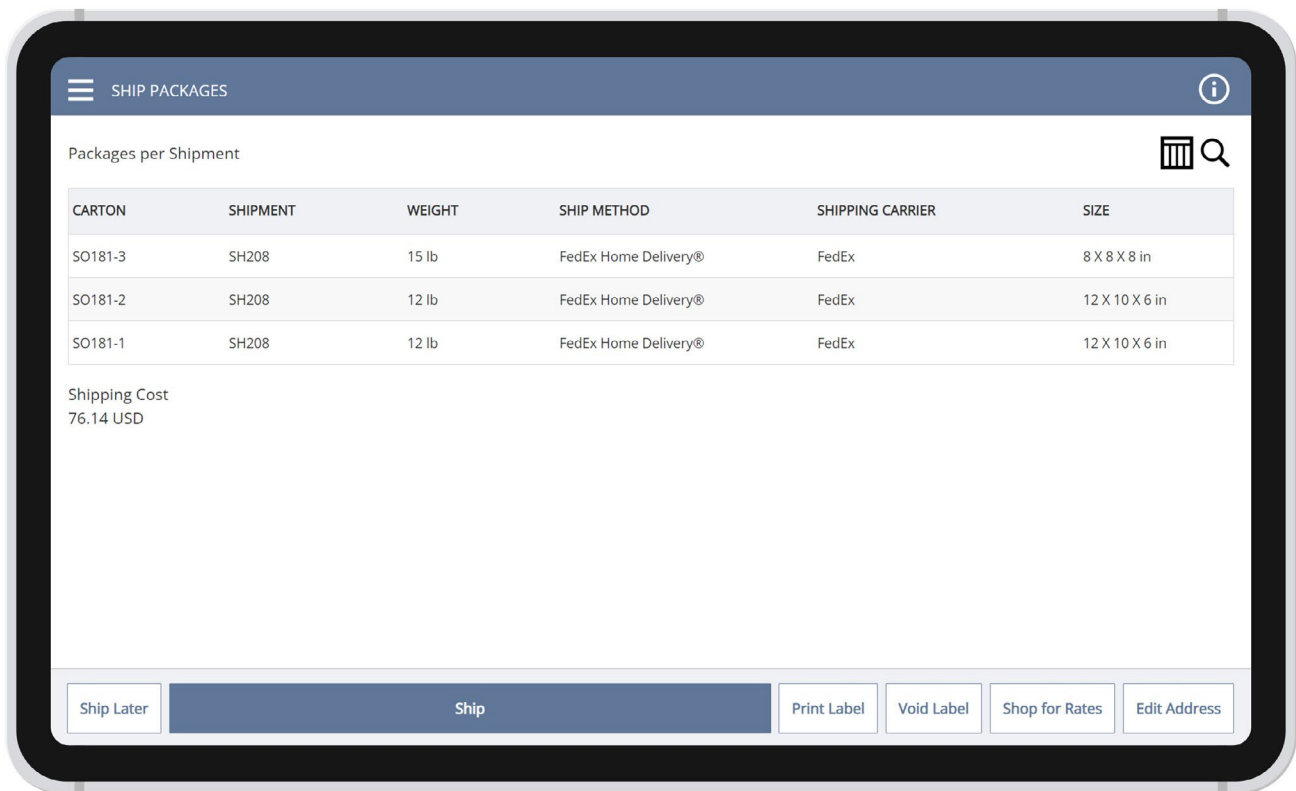 SHIP PACKAGES
Packages per Shipment
CARTON SHIPMENT WEIGHT SHIP METHOD SHIPPING CARRIER SIZE
SO181-3 SH208 15 lb FedEx Home Delivery® FedEx 8 X 8 X 8 in
SO181-2 SH208 12 lb FedEx Home Delivery® FedEx 12 X 10 X 6 in
SO181-1 SH208 12 lb FedEx Home Delivery® FedEx 12 X 10 X 6 in
Shipping Cost
76.14 USD
Ship Later Ship Print Label Void Label Shop for Rates Edit Address